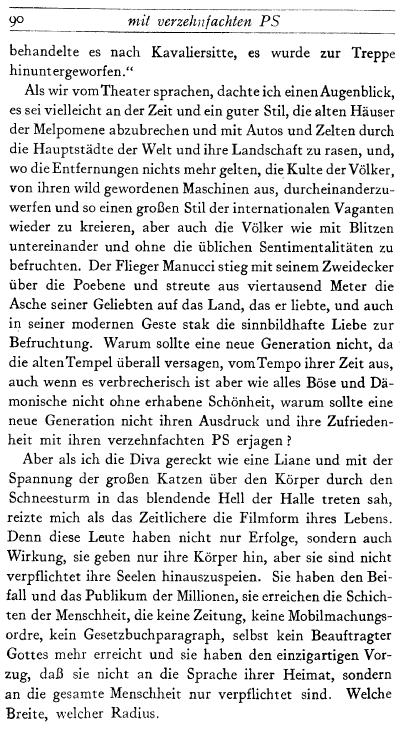 90 mit verzehnfachten PS
behandelte es nach Kavaliersitte, es wurde zur Treppe
hinuntergeworfen.“
Als wir vom Theater sprachen, dachte ich einen Augenblick,
es sei vielleicht an der Zeit und ein guter Stil, die alten Häuser
der Melpomene abzubrechen und mit Autos und Zelten durch
die Hauptstädte der Welt und ihre Landschaft zu rasen, und,
wo die Entfernungen nichts mehr gelten, die Kulte der Völker,
von ihren wild gewordenen Maschinen aus, durcheinanderzu-
werfen und so einen großen Stil der internationalen Vaganten
wieder zu kreieren, aber auch die Völker wie mit Blitzen
untereinander und ohne die üblichen Sentimentalitäten zu
befruchten. Der Flieger Manucci stieg mit seinem Zweidecker
über die Poebene und streute aus viertausend Meter die
Asche seiner Geliebten auf das Land, das er liebte, und auch
in seiner modernen Geste stak die sinnbildhafte Liebe zur
Befruchtung. Warum sollte eine neue Generation nicht, da
die alten Tempel überall versagen, vom Tempo ihrer Zeit aus,
auch wenn es verbrecherisch ist aber wie alles Böse und Dä-
monische nicht ohne erhabene Schönheit, warum sollte eine
neue Generation nicht ihren Ausdruck und ihre Zufrieden-
heit mit ihren verzehnfachten PS erjagen?
Aber als ich die Diva gereckt wie eine Liane und mit der
Spannung der großen Katzen über den Körper durch den
Schneesturm in das blendende Hell der Halle treten sah,
reizte mich als das Zeitlichere die Filmform ihres Lebens.
Denn diese Leute haben nicht nur Erfolge, sondern auch
Wirkung, sie geben nur ihre Körper hin, aber sie sind nicht
verpflichtet ihre Seelen hinauszuspeien. Sie haben den Bei-
fall und das Publikum der Millionen, sie erreichen die Schich-
ten der Menschheit, die keine Zeitung, keine Mobilmachungs-
ordre, kein Gesetzbuchparagraph, selbst kein Beauftragter
Gottes mehr erreicht und sie haben den einzigartigen Vor-
zug, daß sie nicht an die Sprache ihrer Heimat, sondern
an die gesamte Menschheit nur verpflichtet sind. Welche
Breite, welcher Radius.